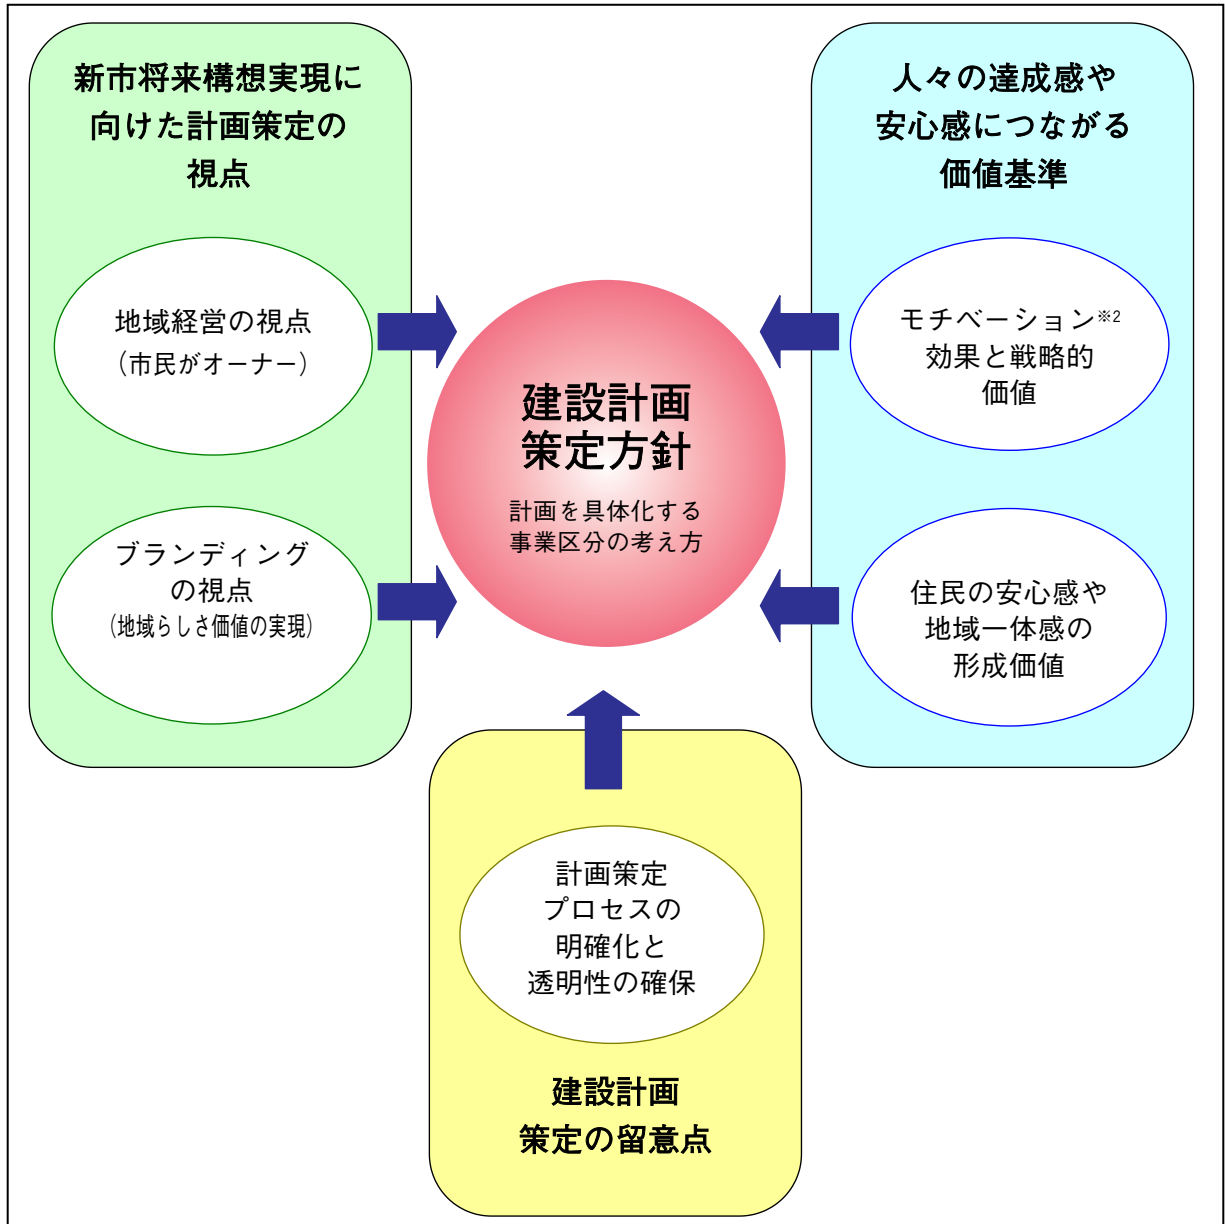 新市将来構想実現に
向けた計画策定の
視点
地域経営の視点
（市民がオーナー）
ブランディング
の視点
（地域らしさ価値の実現）
建設計画
策定方針
計画を具体化する
事業区分の考え方
人々の達成感や
安心感につながる
価値基準
モチベーション※2
効果と戦略的
価値
住民の安心感や
地域一体感の
形成価値
計画策定
プロセスの
明確化と
透明性の確保
建設計画
策定の留意点